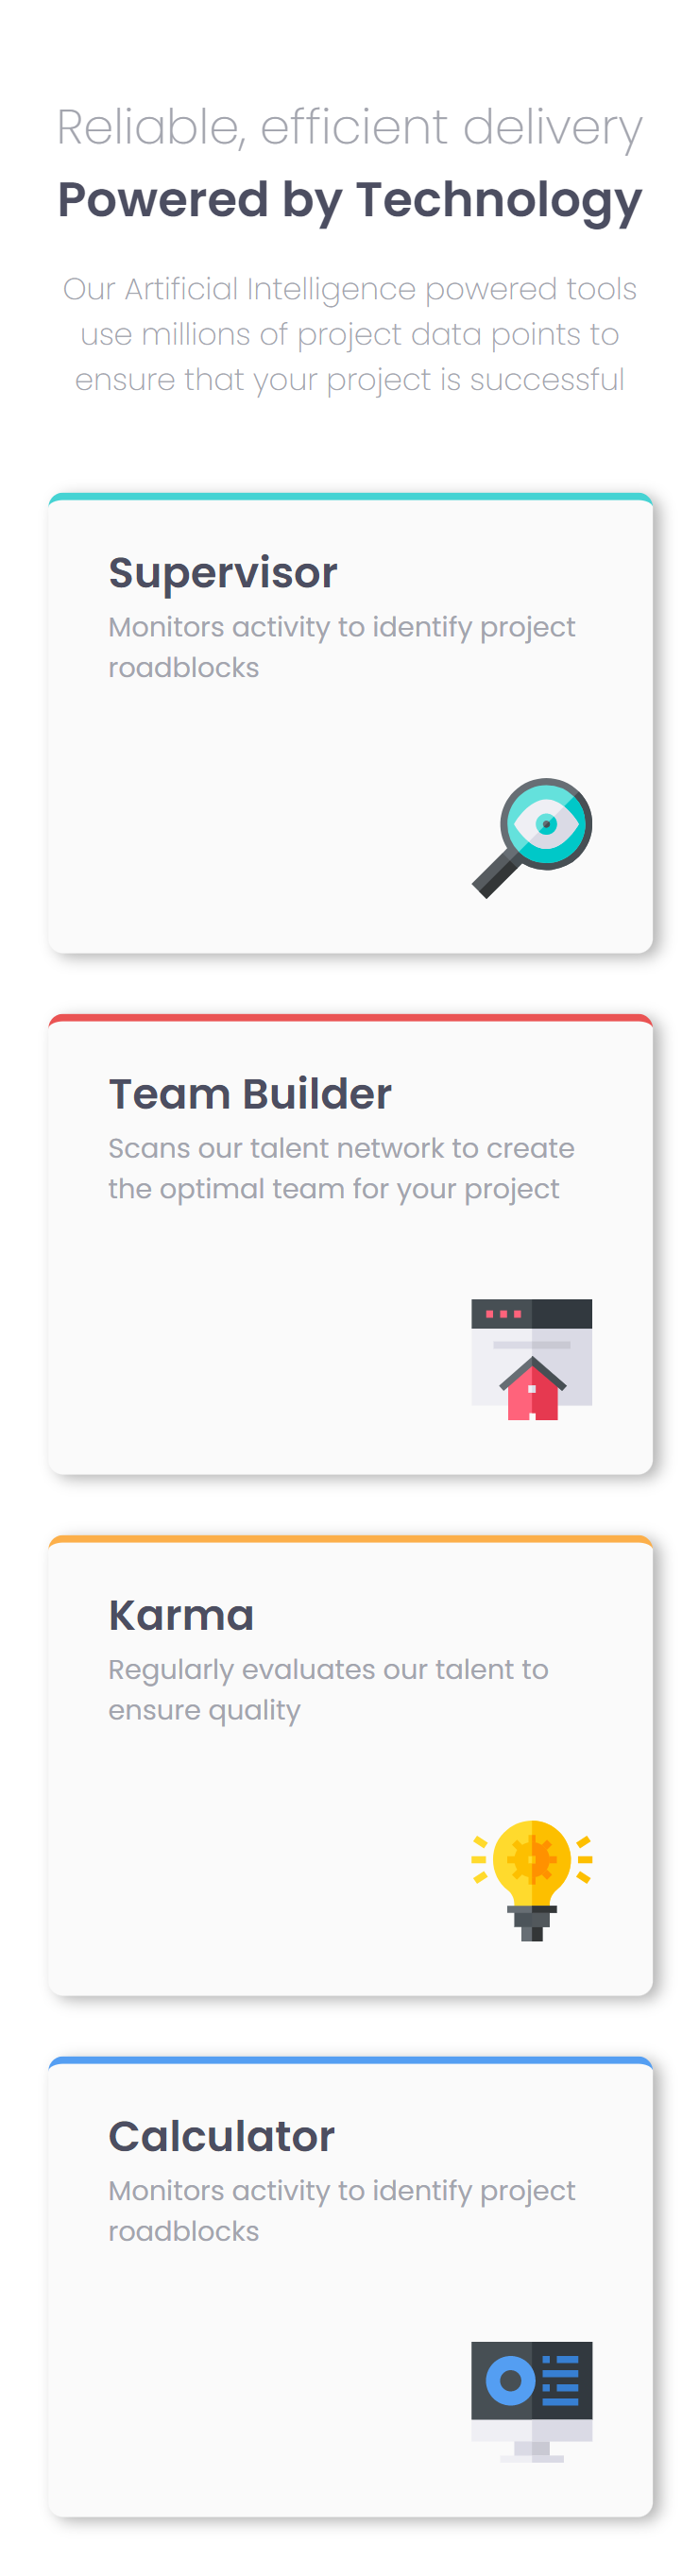 Reliable, efficient delivery
Powered by Technology
Our Artificial Intelligence powered tools
use millions of project data points to
ensure that your project is successful
Supervisor
Monitors activity to identify project
roadblocks
Team Builder
Scans our talent network to create
the optimal team for your project
Karma
Regularly evaluates our talent to
ensure quality
Calculator
Monitors activity to identify project
roadblocks